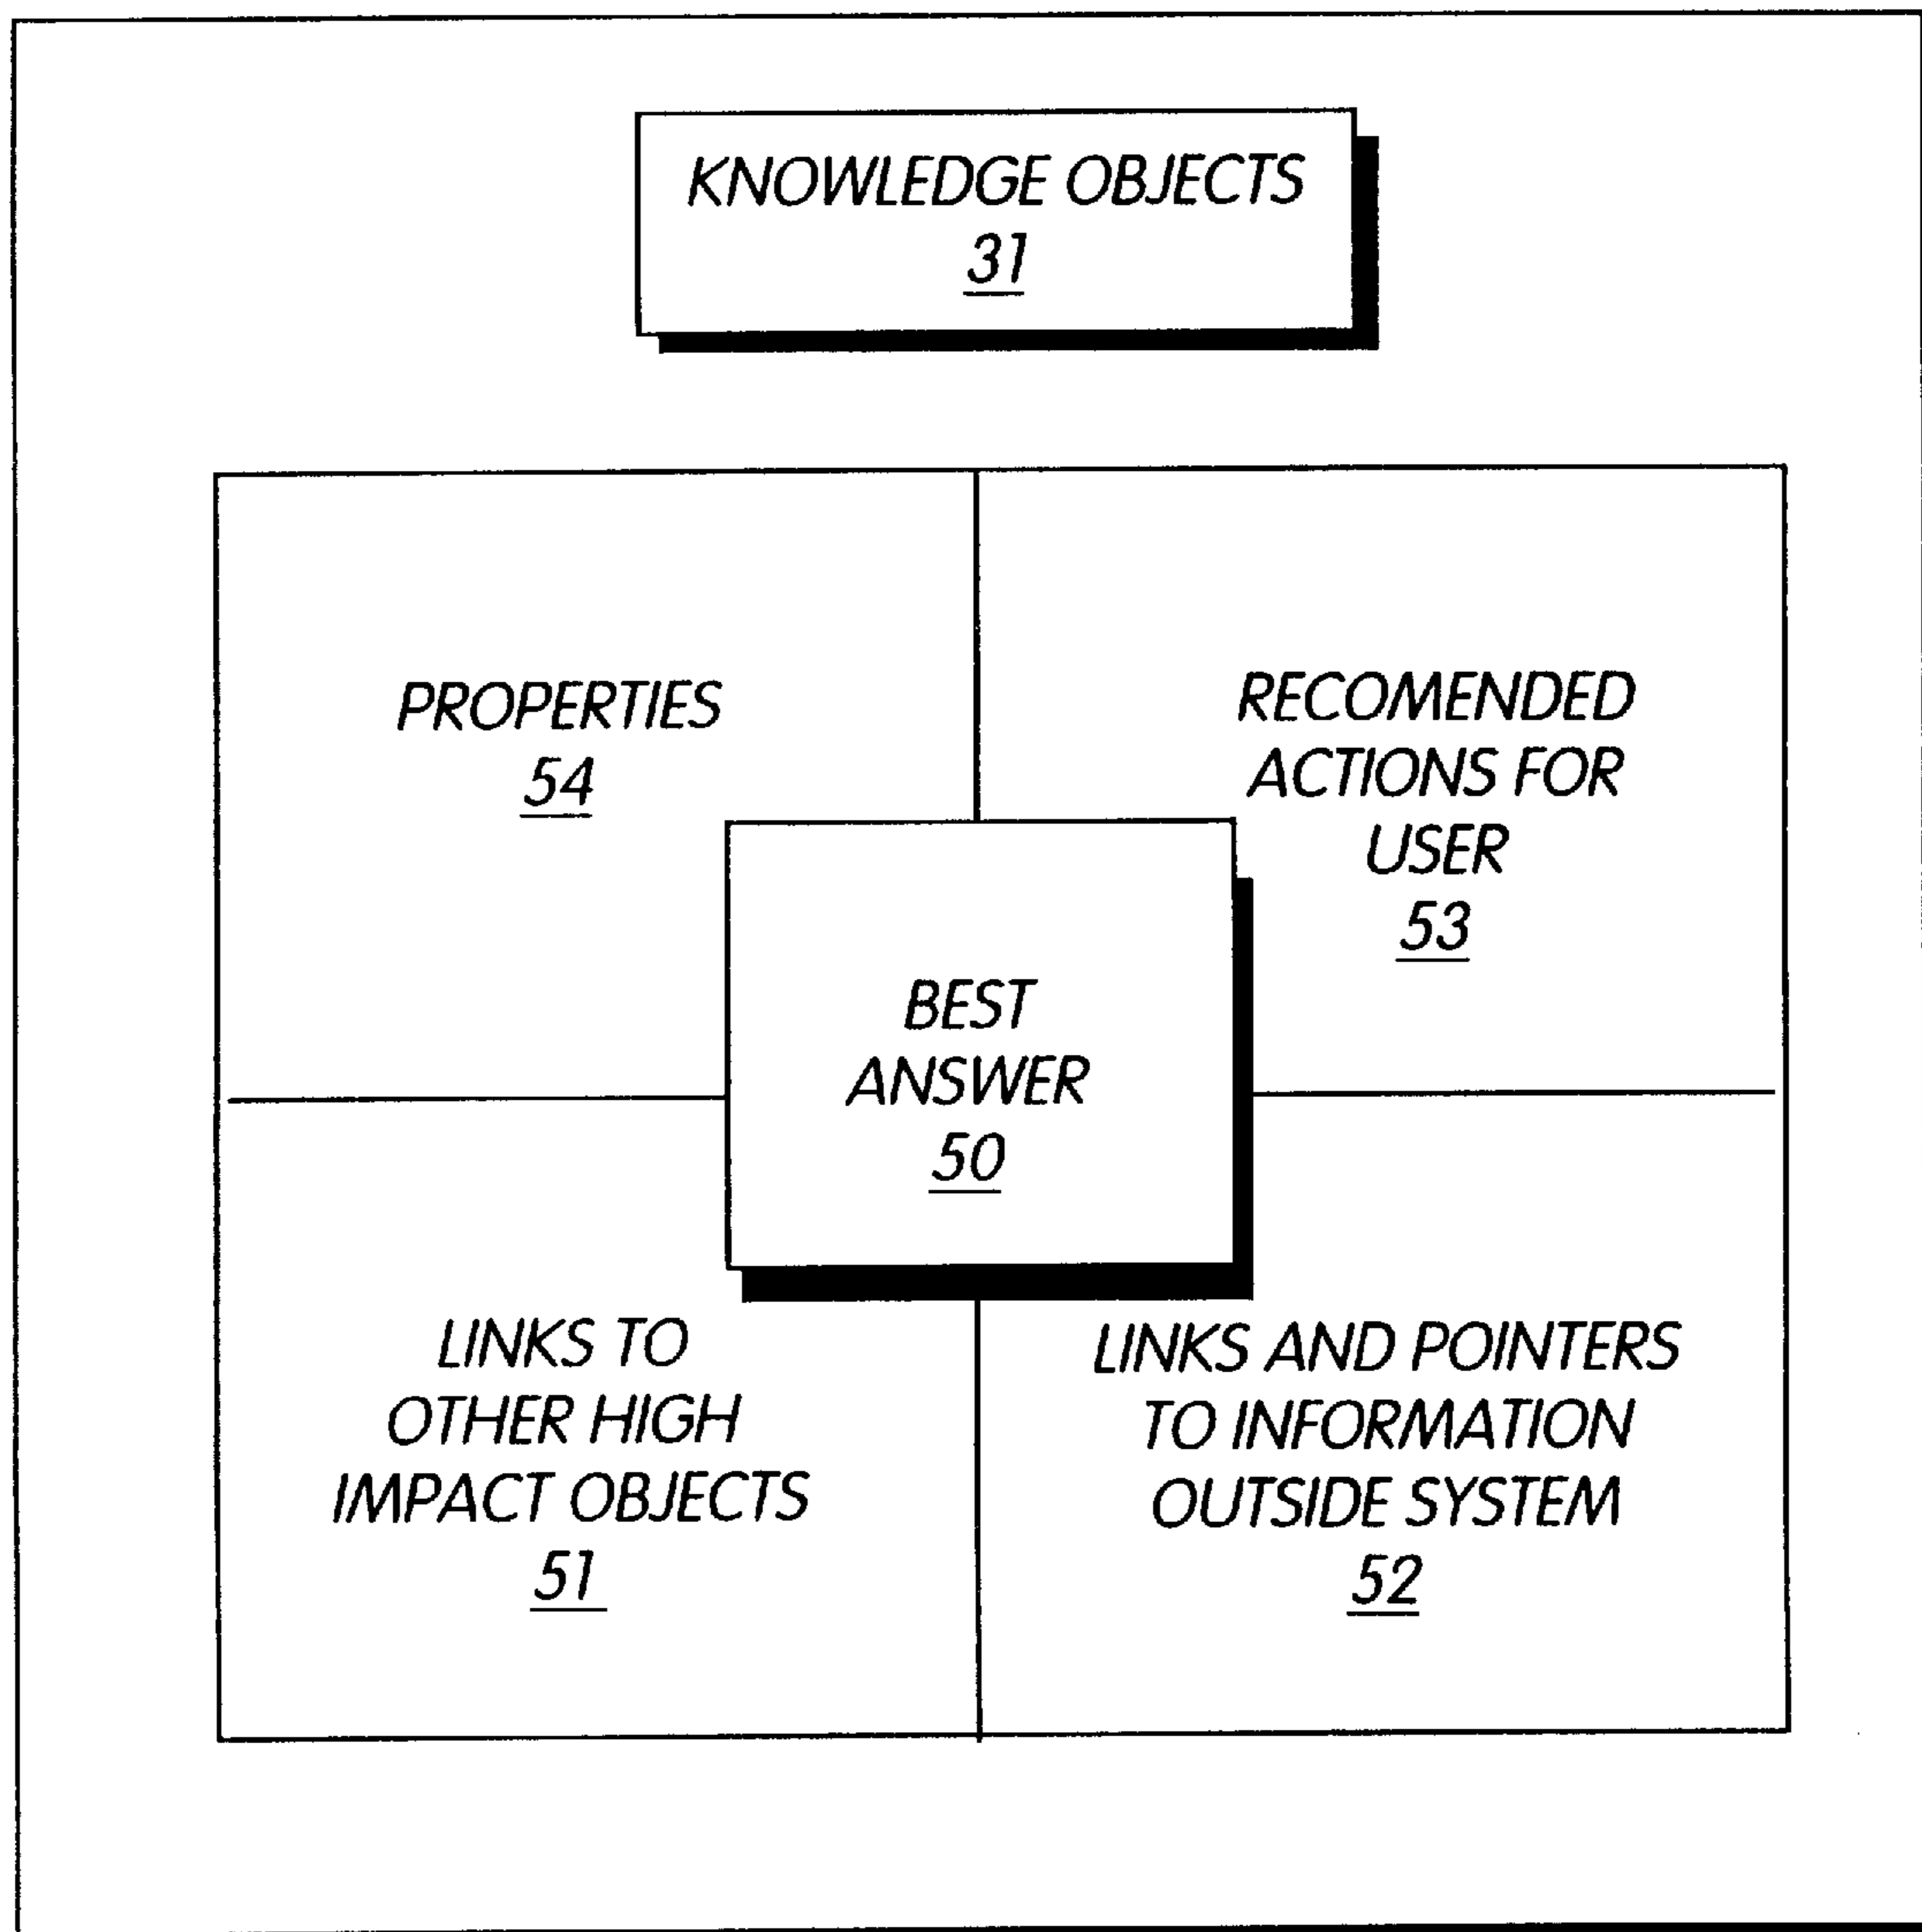 KNOWLEDGE OBJECTS
31
PROPERTIES
54
RECOMENDED
ACTIONS FOR
USER
53
BEST
ANSWER
50
LINKS TO
OTHER HIGH
IMPACT OBJECTS
51
LINKS AND POINTERS
TO INFORMATION
OUTSIDE SYSTEM
52